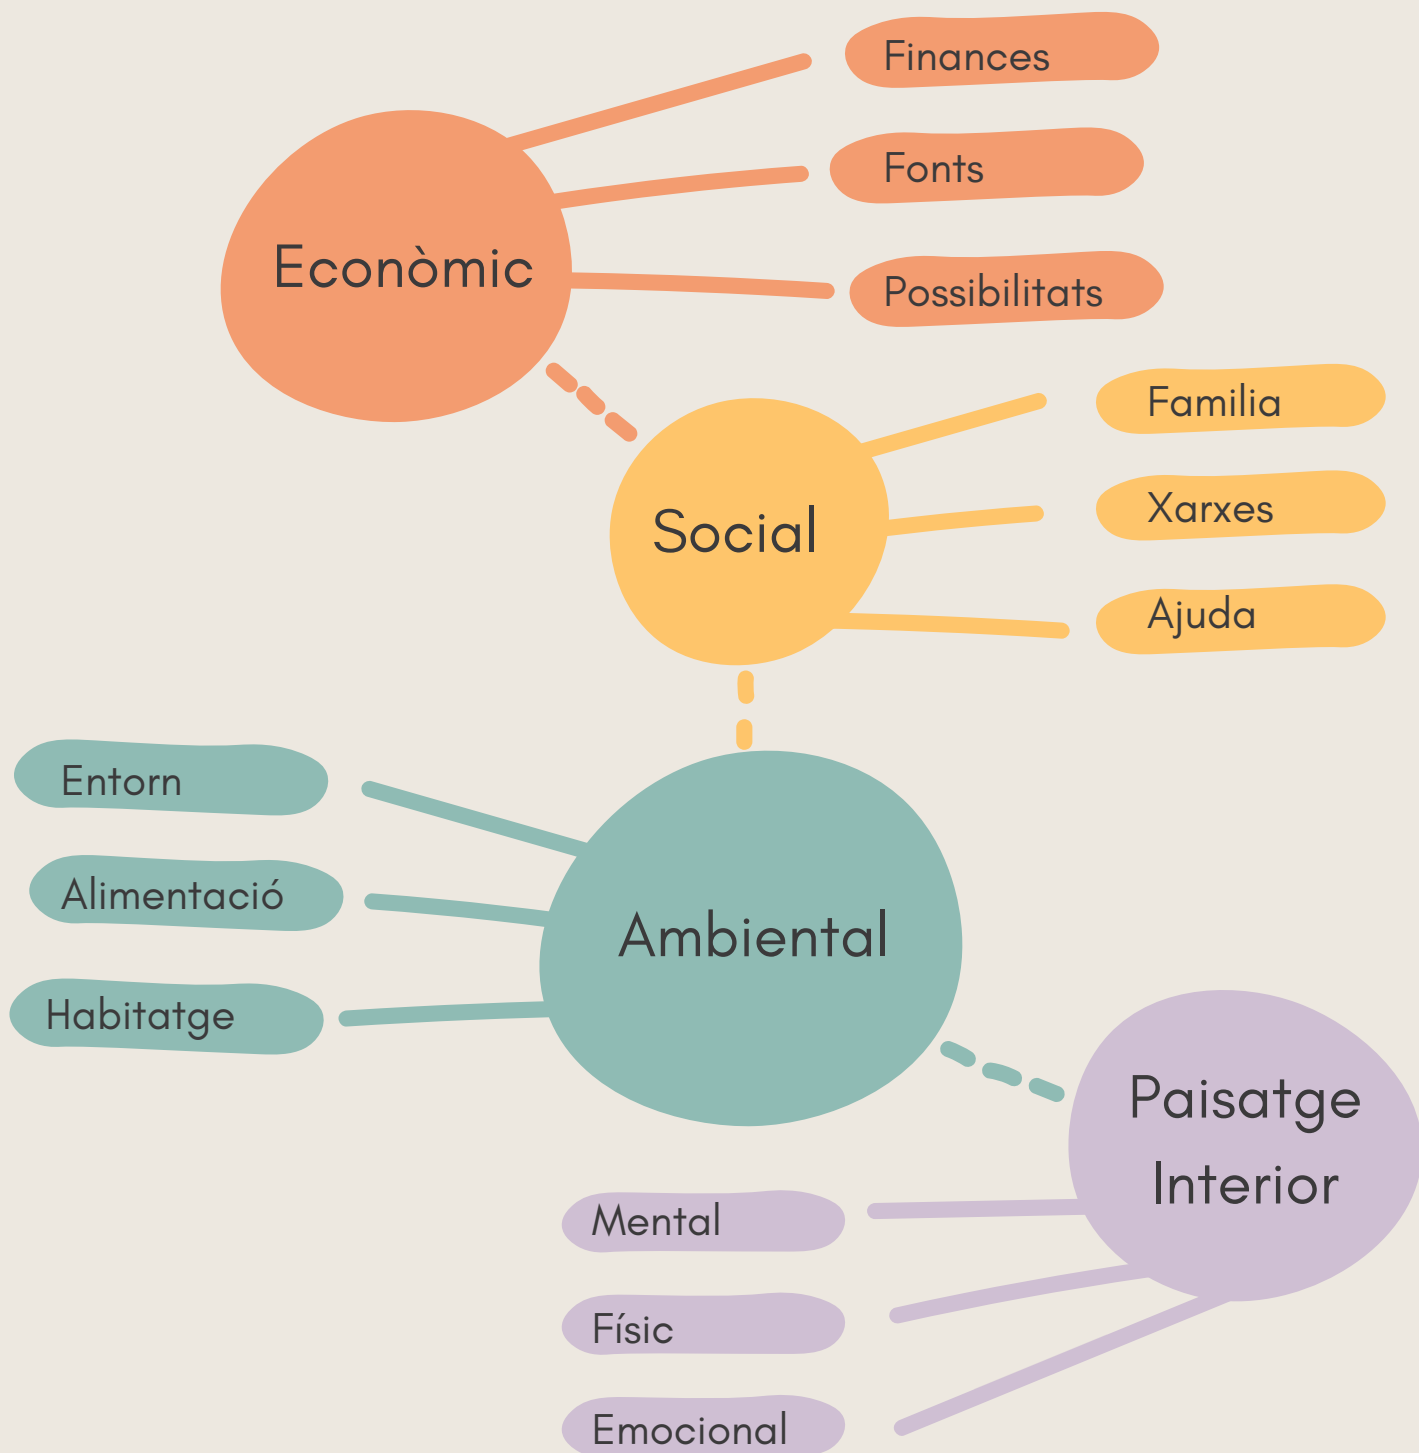 Econòmic
Finances
Fonts
Possibilitats
Social
Familia
Xarxes
Ajuda
Ambiental
Entorn
Alimentació
Habitatge
Paisatge
Interior
Mental
Físic
Emocional